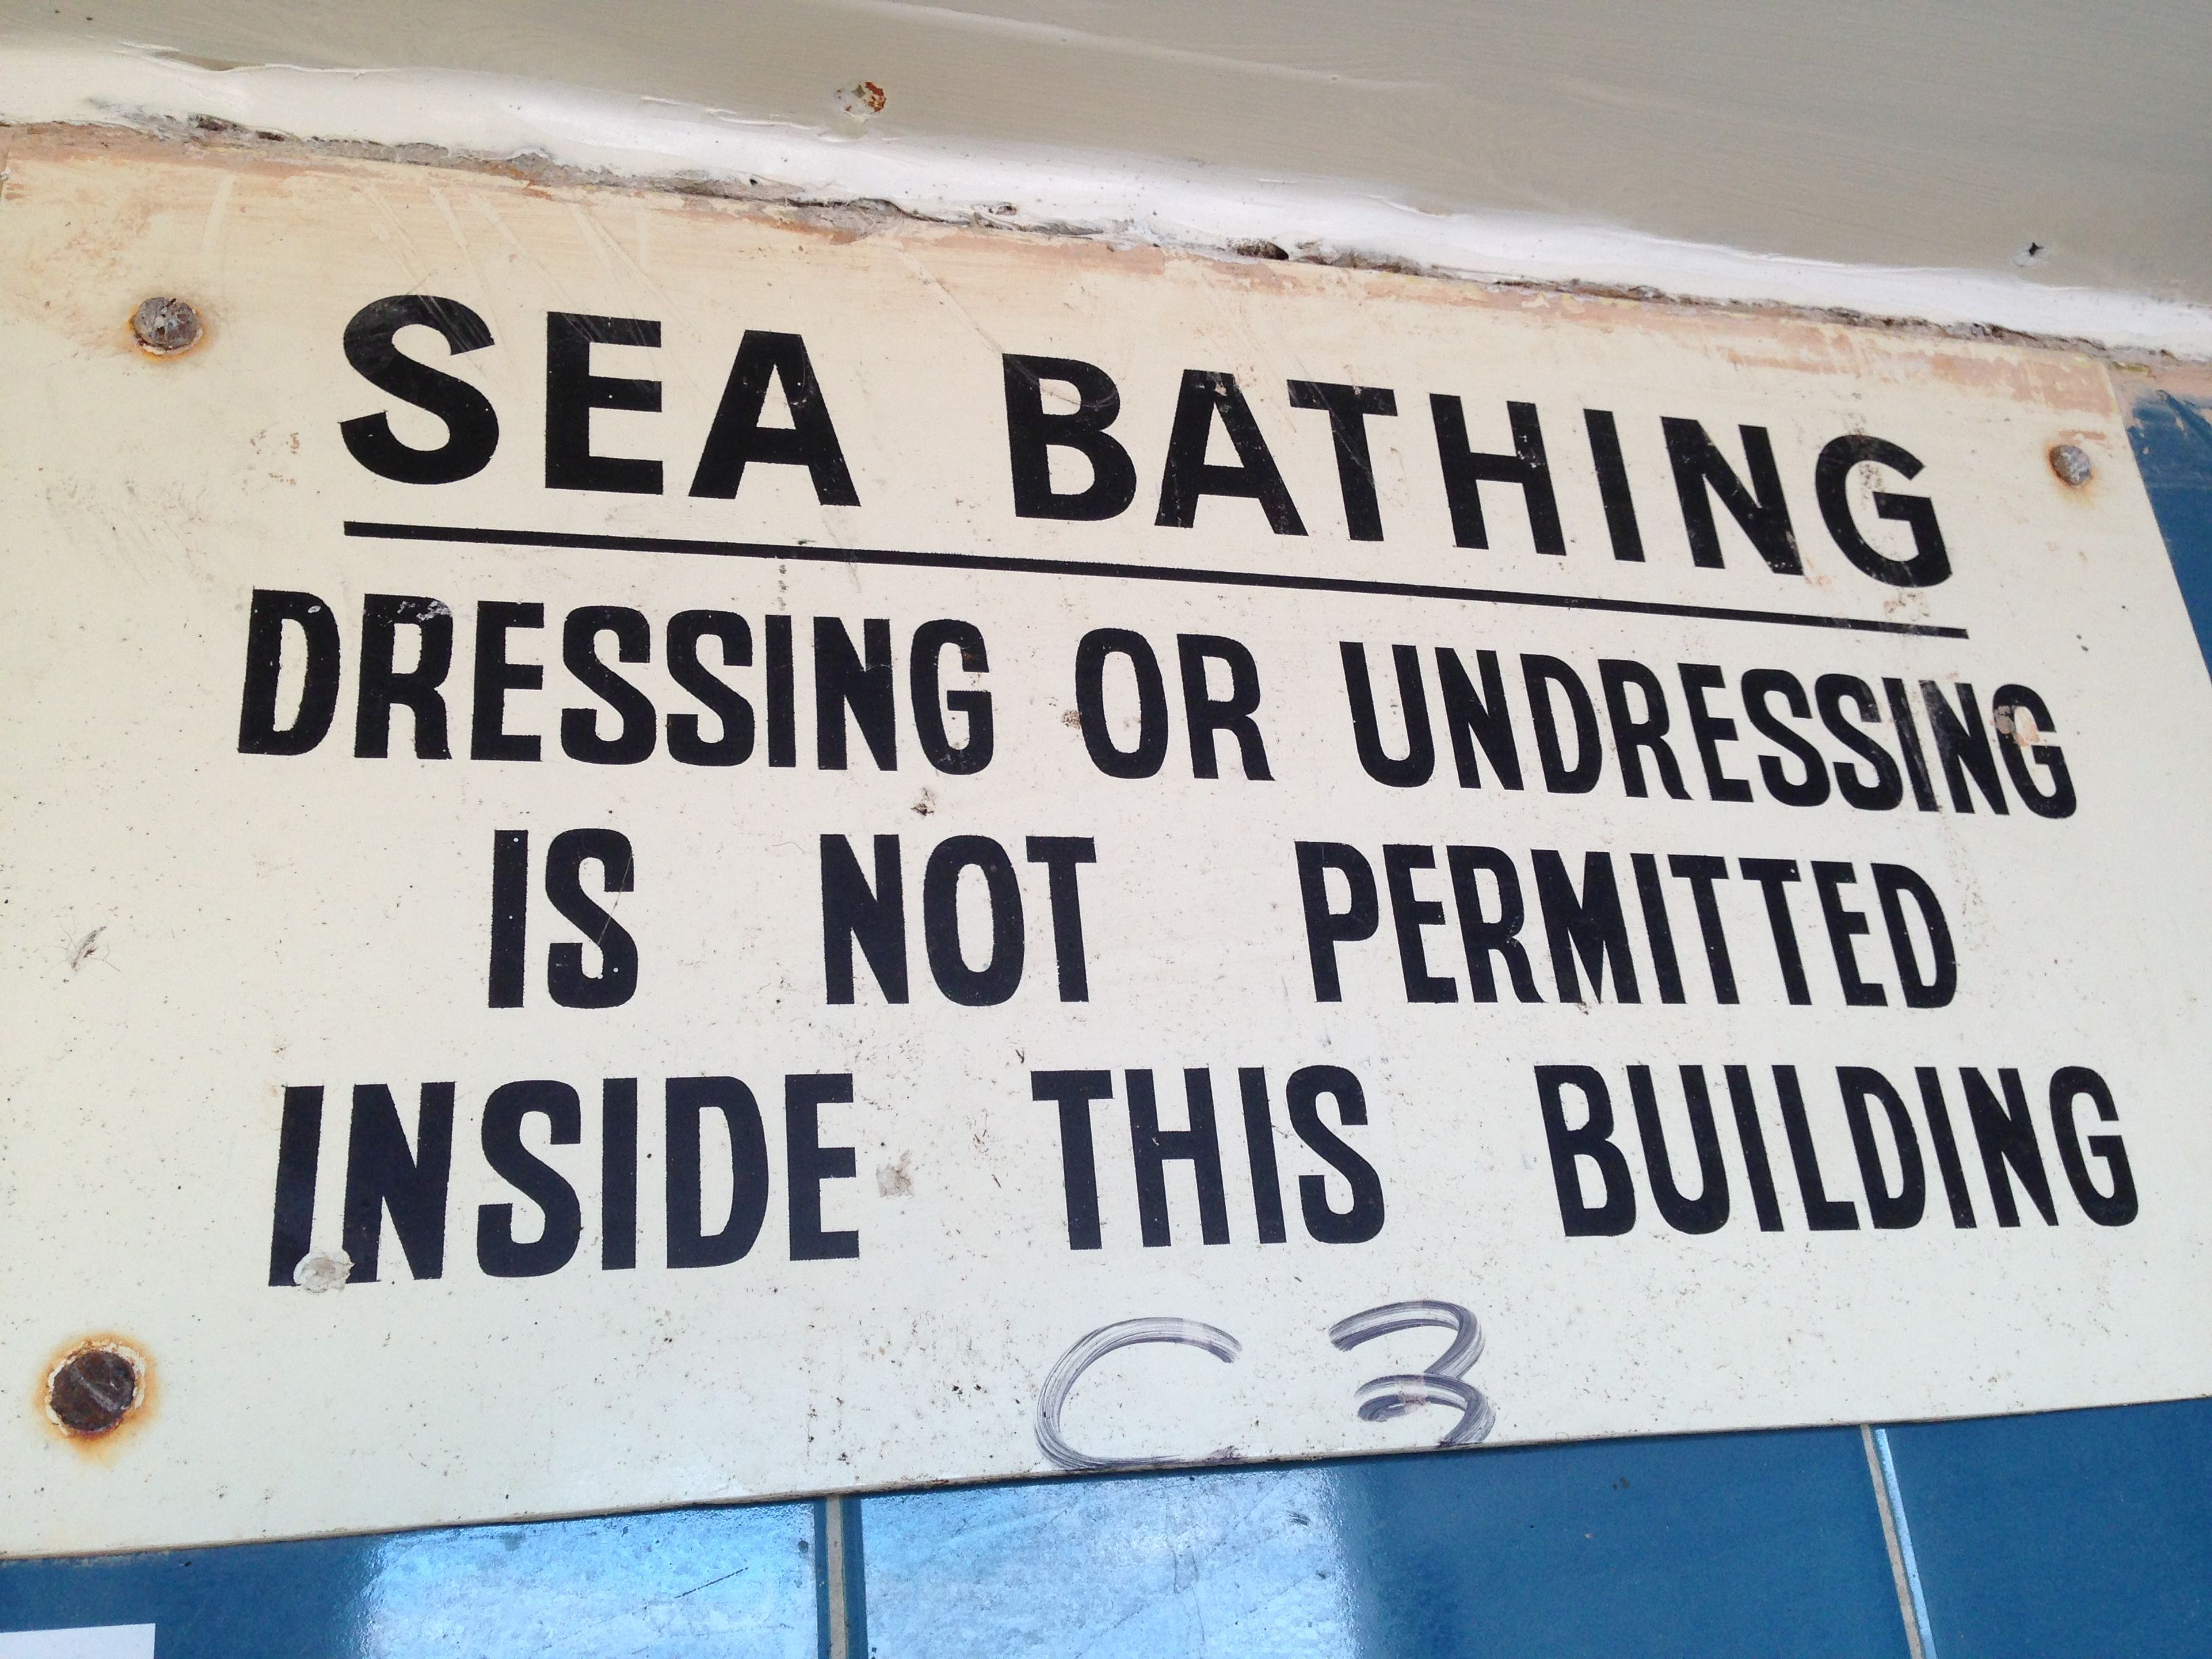 SEA BATHING
DRESSING OR UNDRESSING
IS NOT PERMITTED
INSIDE THIS BUILDING
C3